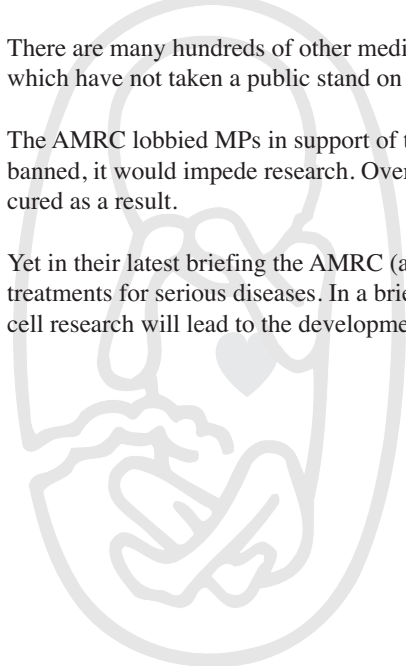 There are many hundreds of other medi
which have not taken a public stand on
The AMRC lobbied MPs in support of t
banned, it would impede research. Over
cured as a result.
Yet in their latest briefing the AMRC (a
treatments for serious diseases. In a brie
cell research will lead to the developme